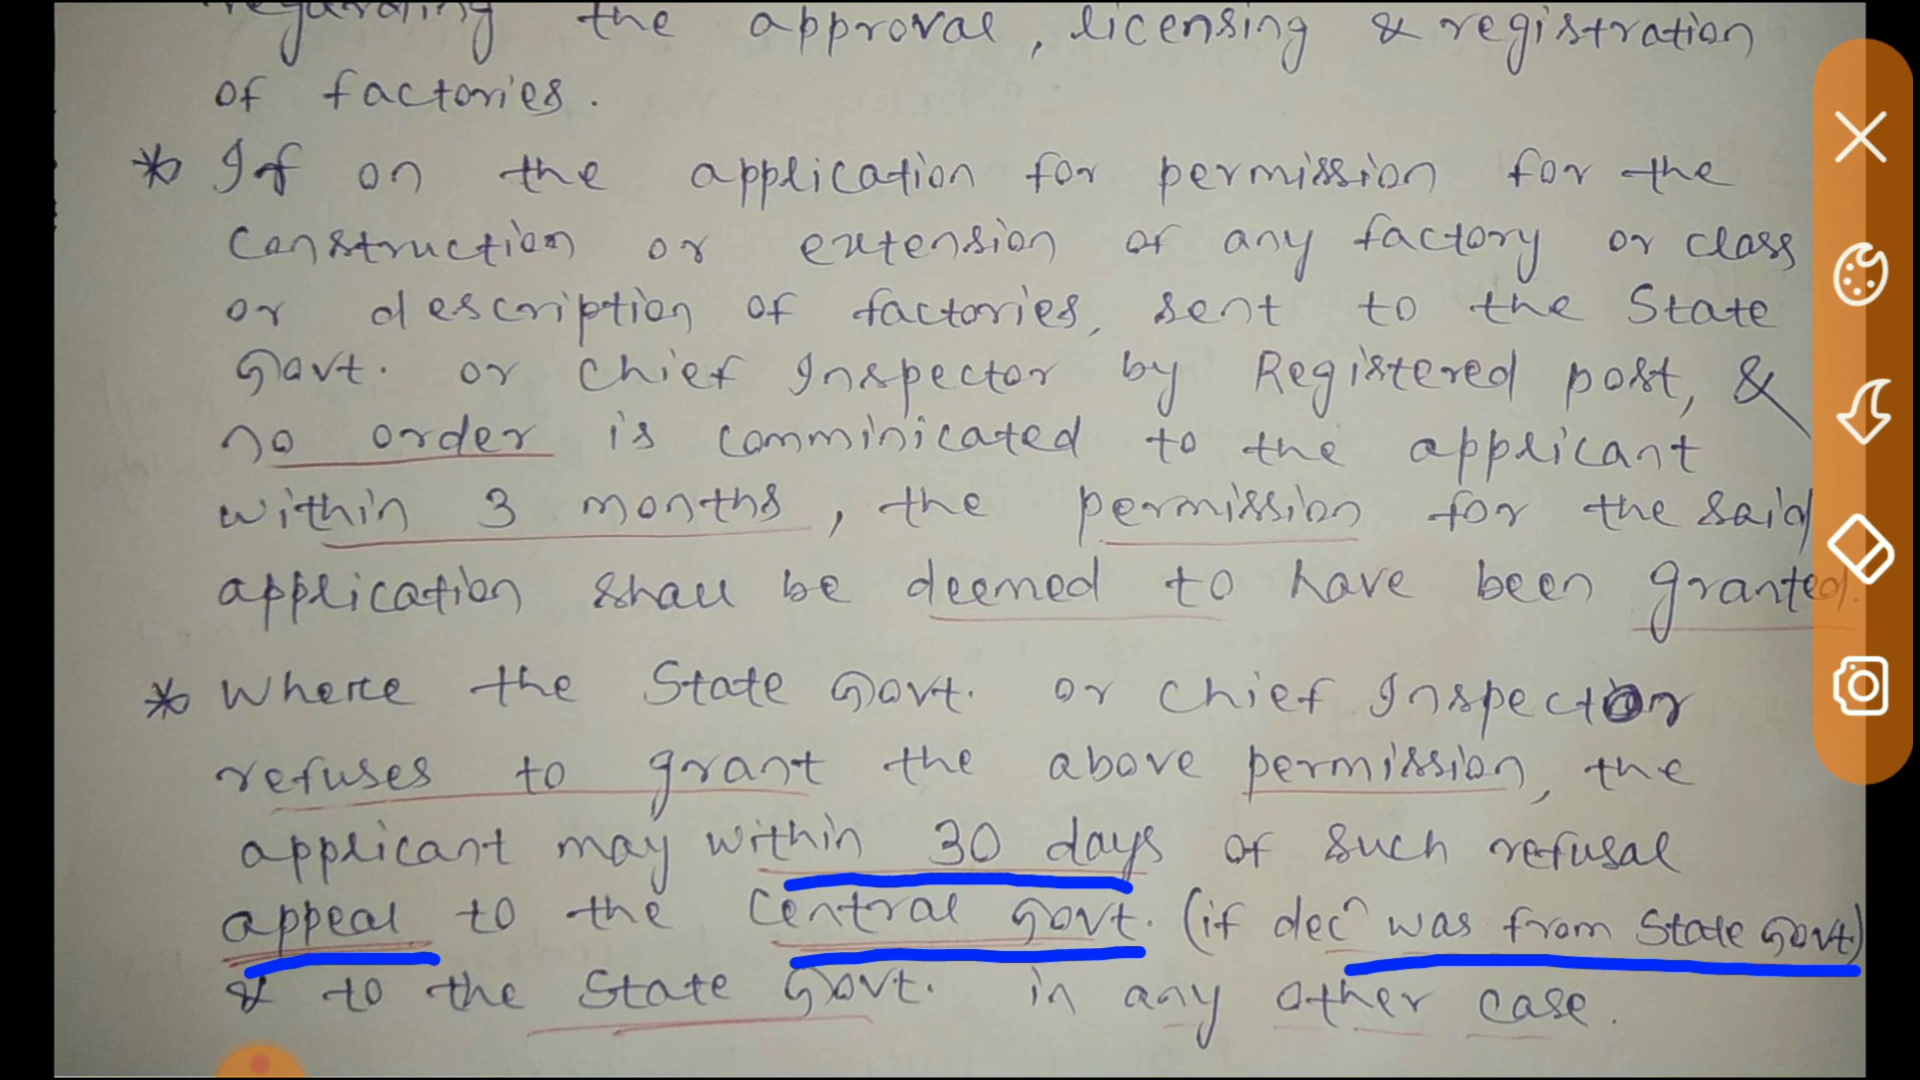 regarding the approval, licensing & registration
of factories.
* If on the application for permission for the
construction or extension of any factory or class
or description of factories, sent to the State
Govt. or Chief Inspector by Registered post, &
no order is comminicated to the applicant
within 3 months, the permission for the said
application shall be deemed to have been granted.
* Where the State Govt. or Chief Inspector
refuses to grant the above permission, the
applicant may within 30 days of such refusal
appeal to the Central Govt. (if decⁿ was from State Govt)
& to the State Govt. in any other case.